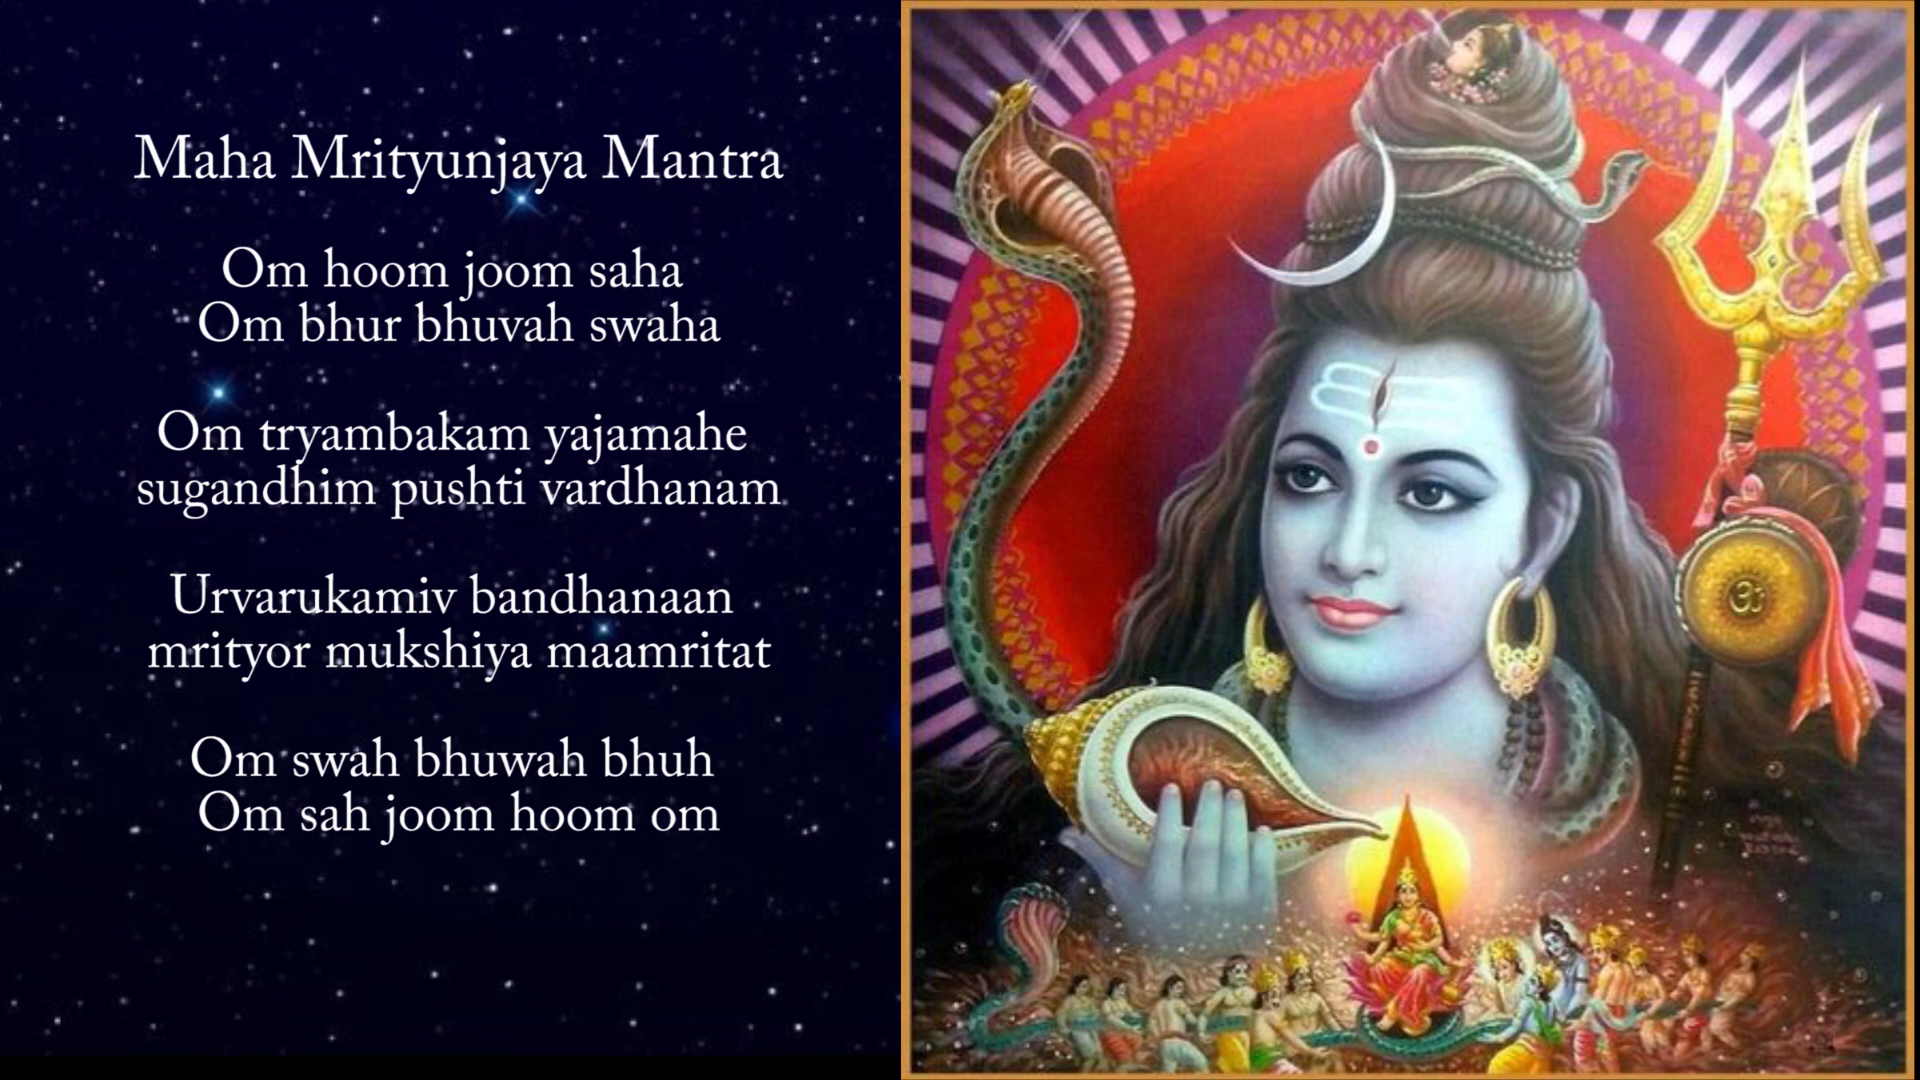 Maha Mrityunjaya Mantra
Om hoom joom saha
Om bhur bhuvah swaha
Om tryambakam yajamahe
sugandhim pushti vardhanam
Urvarukamiv bandhanaan
mrityor mukshiya maamritat
Om swah bhuwah bhuh
Om sah joom hoom om
ॐ